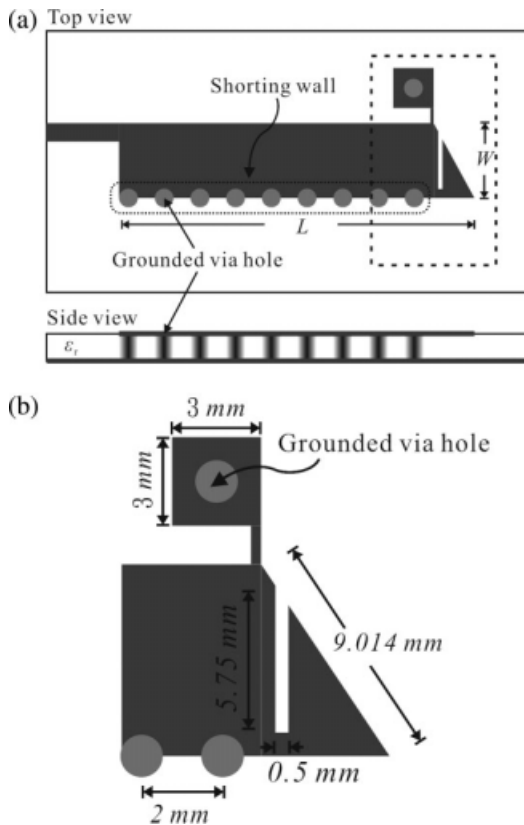 (a)
Top view
Shorting wall
W
L
Grounded via hole
Side view
εr
(b)
3 mm
Grounded via hole
3 mm
9.014 mm
5.75 mm
0.5 mm
2 mm